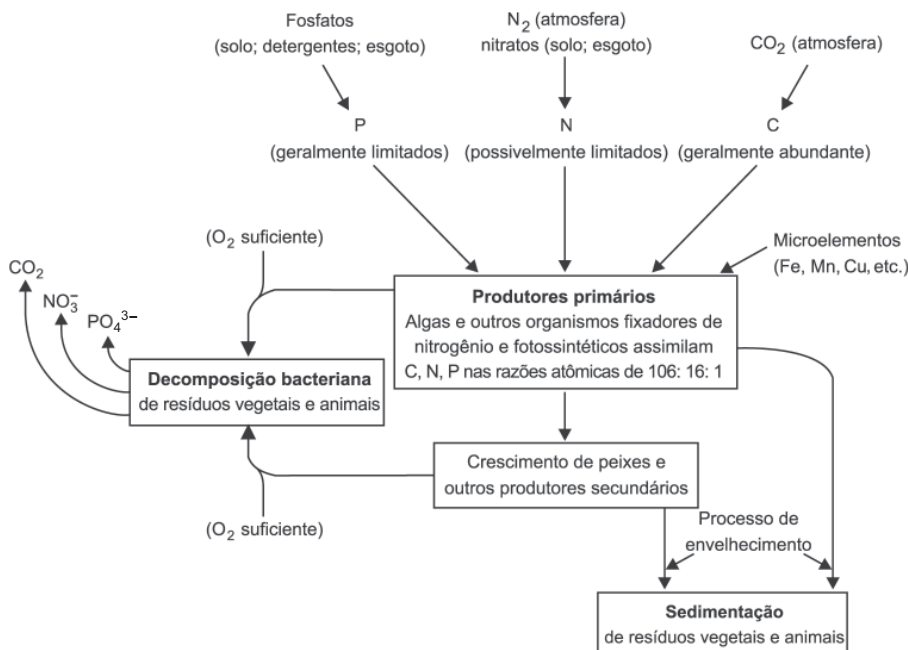 Fosfatos
(solo; detergentes; esgoto)
N₂ (atmosfera)
nitratos (solo; esgoto)
CO₂ (atmosfera)
P
(geralmente limitados)
N
(possivelmente limitados)
C
(geralmente abundante)
(O₂ suficiente)
Microelementos
(Fe, Mn, Cu, etc.)
CO₂
NO₃⁻
PO₄³⁻
Produtores primários
Algas e outros organismos fixadores de
nitrogênio e fotossintéticos assimilam
C, N, P nas razões atômicas de 106: 16: 1
Decomposição bacteriana
de resíduos vegetais e animais
Crescimento de peixes e
outros produtores secundários
(O₂ suficiente)
Processo de
envelhecimento
Sedimentação
de resíduos vegetais e animais